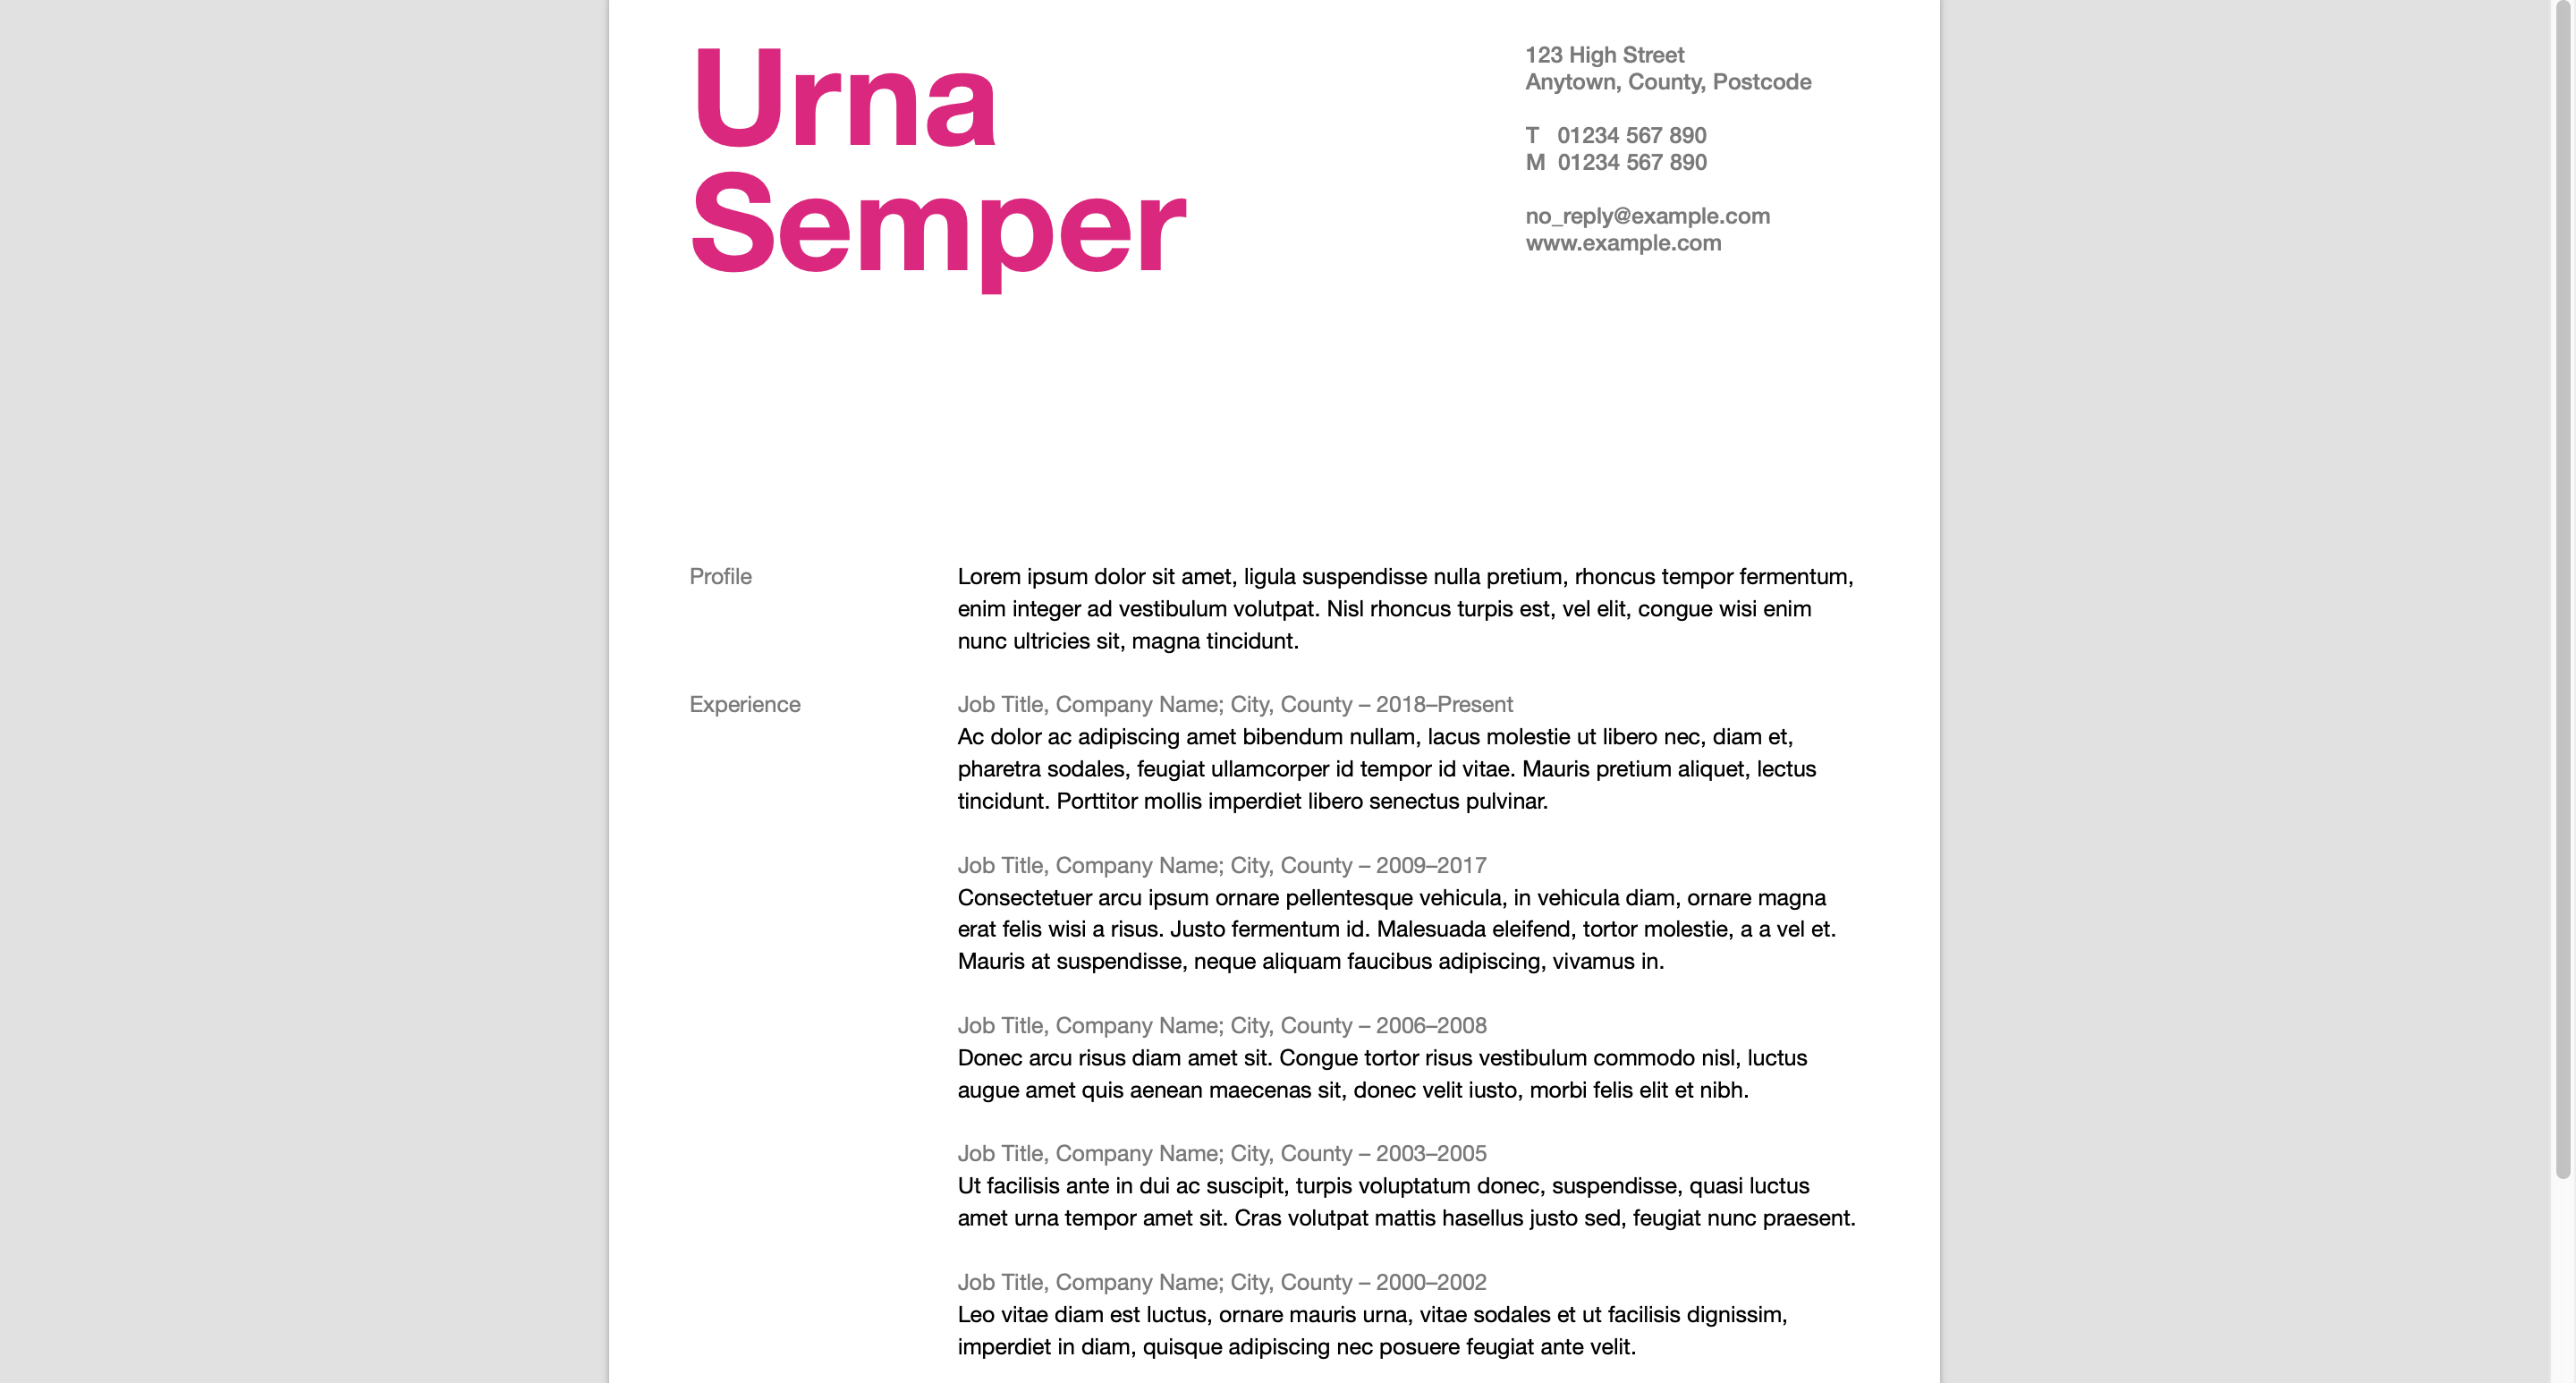 Urna
Semper
123 High Street
Anytown, County, Postcode
T 01234 567 890
M 01234 567 890
no_reply@example.com
www.example.com
Profile
Lorem ipsum dolor sit amet, ligula suspendisse nulla pretium, rhoncus tempor fermentum,
enim integer ad vestibulum volutpat. Nisl rhoncus turpis est, vel elit, congue wisi enim
nunc ultricies sit, magna tincidunt.
Experience
Job Title, Company Name; City, County – 2018–Present
Ac dolor ac adipiscing amet bibendum nullam, lacus molestie ut libero nec, diam et,
pharetra sodales, feugiat ullamcorper id tempor id vitae. Mauris pretium aliquet, lectus
tincidunt. Porttitor mollis imperdiet libero senectus pulvinar.
Job Title, Company Name; City, County – 2009–2017
Consectetuer arcu ipsum ornare pellentesque vehicula, in vehicula diam, ornare magna
erat felis wisi a risus. Justo fermentum id. Malesuada eleifend, tortor molestie, a a vel et.
Mauris at suspendisse, neque aliquam faucibus adipiscing, vivamus in.
Job Title, Company Name; City, County – 2006–2008
Donec arcu risus diam amet sit. Congue tortor risus vestibulum commodo nisl, luctus
augue amet quis aenean maecenas sit, donec velit iusto, morbi felis elit et nibh.
Job Title, Company Name; City, County – 2003–2005
Ut facilisis ante in dui ac suscipit, turpis voluptatum donec, suspendisse, quasi luctus
amet urna tempor amet sit. Cras volutpat mattis hasellus justo sed, feugiat nunc praesent.
Job Title, Company Name; City, County – 2000–2002
Leo vitae diam est luctus, ornare mauris urna, vitae sodales et ut facilisis dignissim,
imperdiet in diam, quisque adipiscing nec posuere feugiat ante velit.